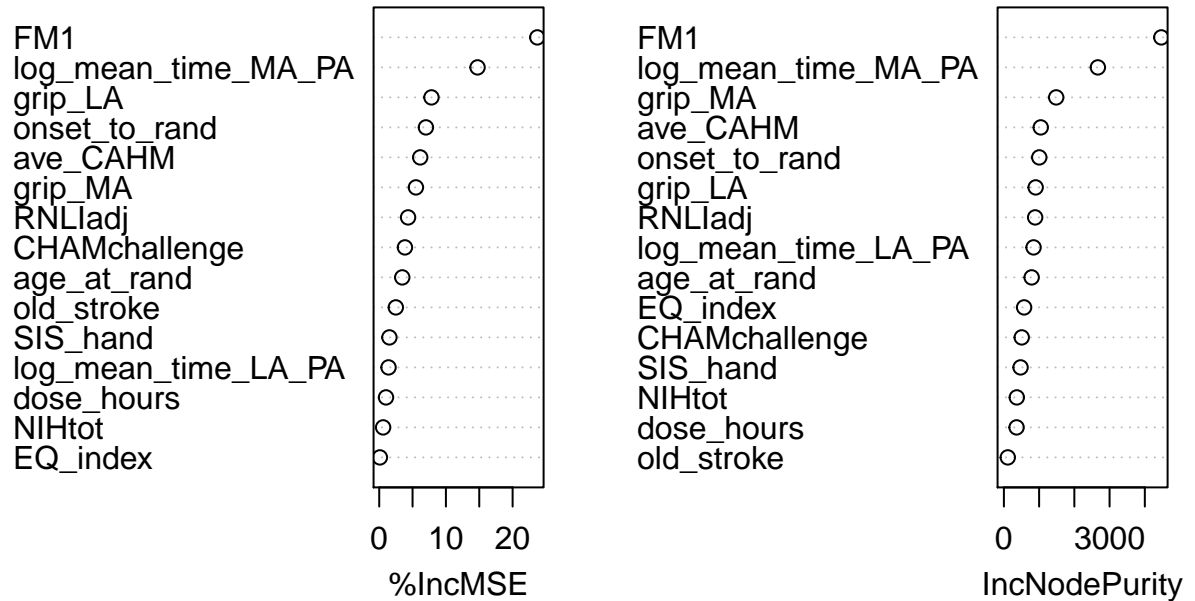 FM1
log_mean_time_MA_PA
grip_LA
onset_to_rand
ave_CAHM
grip_MA
RNLIadj
CHAMchallenge
age_at_rand
old_stroke
SIS_hand
log_mean_time_LA_PA
dose_hours
NIHtot
EQ_index
0 10 20
%IncMSE
FM1
log_mean_time_MA_PA
grip_MA
ave_CAHM
onset_to_rand
grip_LA
RNLIadj
log_mean_time_LA_PA
age_at_rand
EQ_index
CHAMchallenge
SIS_hand
NIHtot
dose_hours
old_stroke
0 3000
IncNodePurity